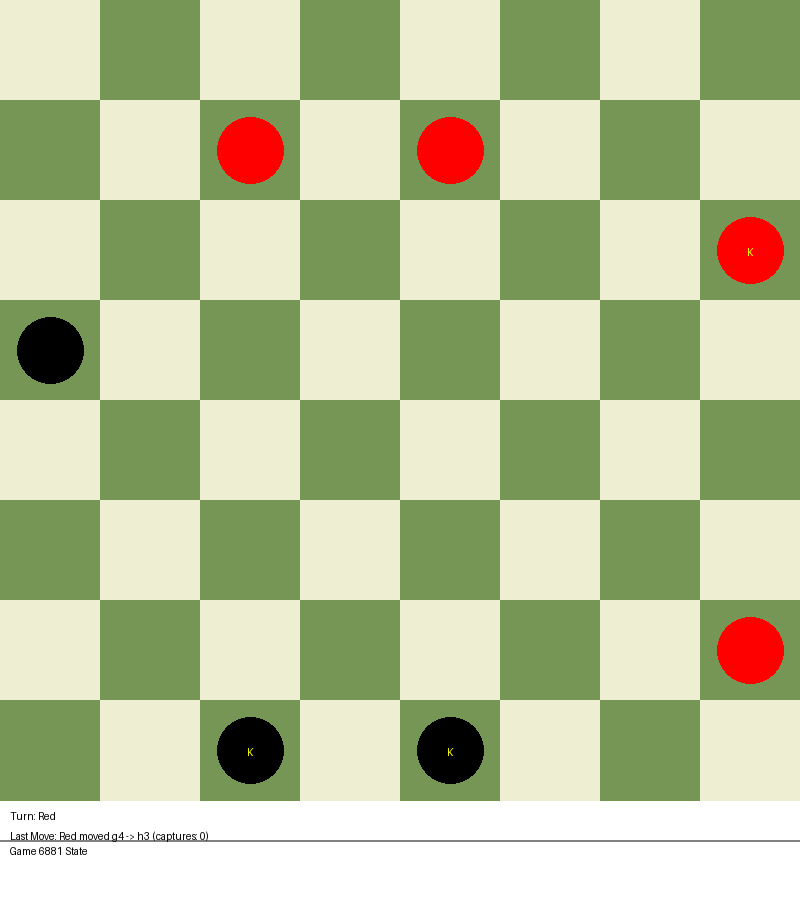 K
K K
Turn: Red
Last Move: Red moved g4 -> h3 (captures: 0)
Game 6881 State